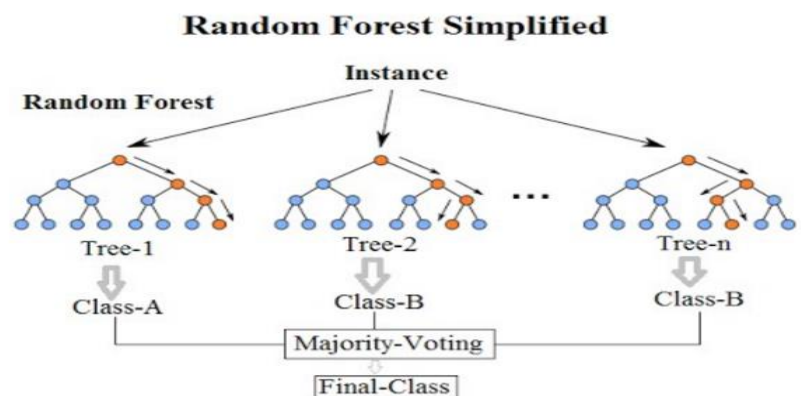 Random Forest Simplified
Instance
Random Forest
...
Tree-1 Tree-2 Tree-n
Class-A Class-B Class-B
Majority-Voting
Final-Class